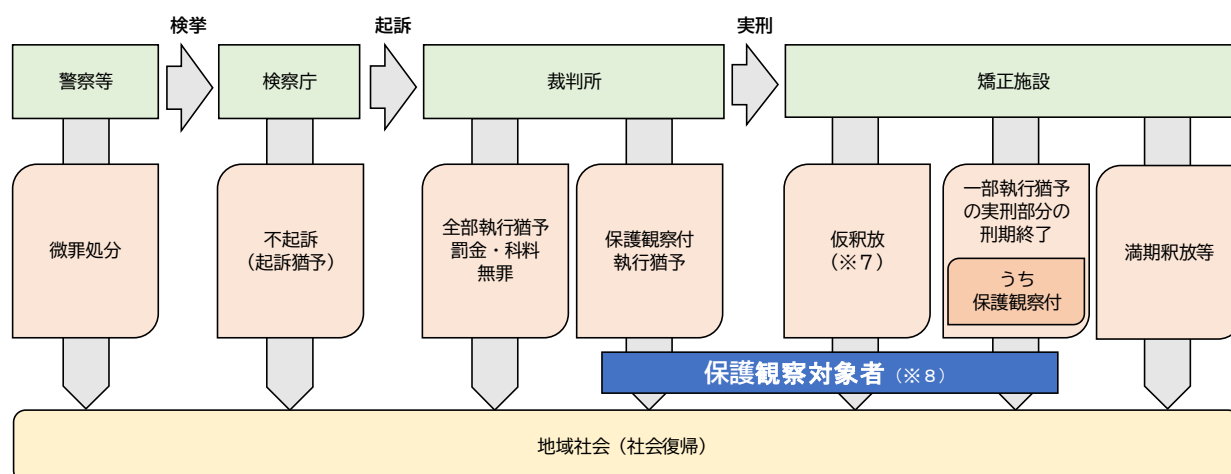 検挙
起訴
実刑
警察等
検察庁
裁判所
矯正施設
微罪処分
不起訴
（起訴猶予）
全部執行猶予
罰金・科料
無罪
保護観察付
執行猶予
仮釈放
（※７）
一部執行猶予
の実刑部分の
刑期終了
うち
保護観察付
満期釈放等
保護観察対象者（※８）
地域社会（社会復帰）